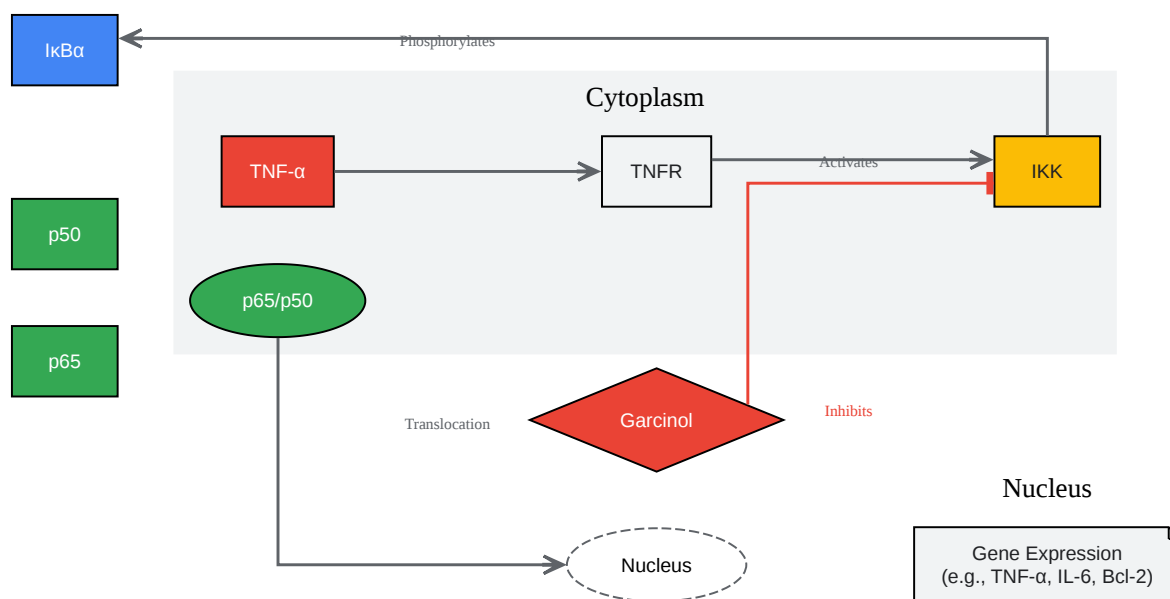 IκBα
Phosphorylates
Cytoplasm
TNF-α
TNFR
Activates
IKK
p50
p65/p50
p65
Translocation
Garcinol
Inhibits
Nucleus
Nucleus
Gene Expression
(e.g., TNF-α, IL-6, Bcl-2)